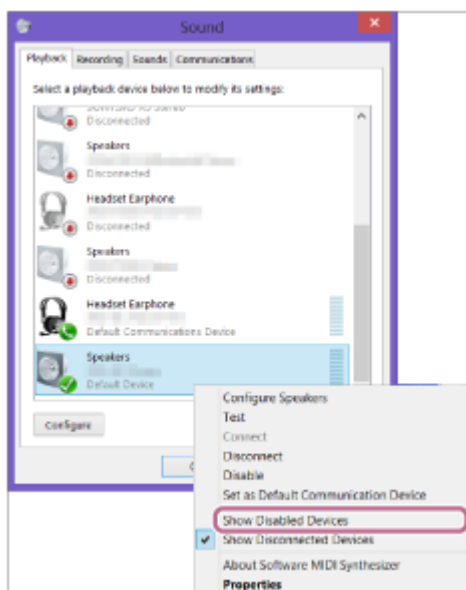 Sound
Playback Recording Sounds Communications
Select a playback device below to modify its settings:
Stereo
Disconnected
Speakers
Disconnected
Headset Earphone
Disconnected
Speakers
Disconnected
Headset Earphone
Default Communications Device
Speakers
Default Device
Configure
Configure Speakers
Test
Connect
Disconnect
Disable
Set as Default Communication Device
Show Disabled Devices
Show Disconnected Devices
About Software MIDI Synthesizer
Properties